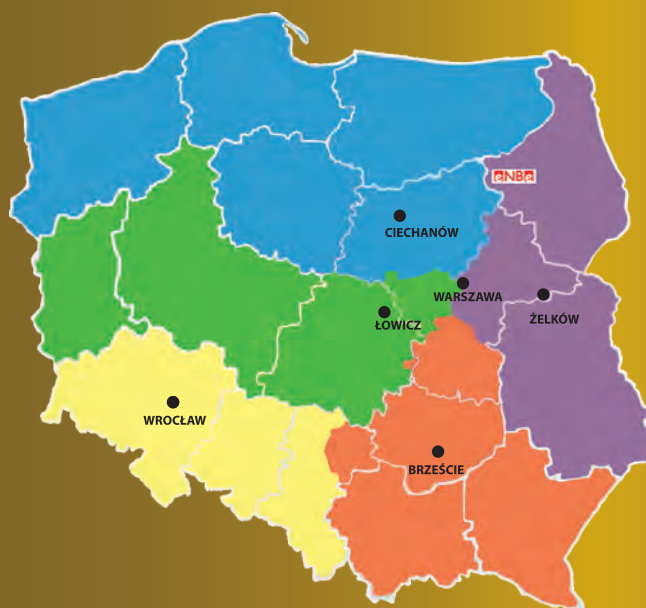 aNBa
CIECHANÓW
WARSZAWA
ŁOWICZ
ŻELKÓW
WROCŁAW
BRZEŚCIE